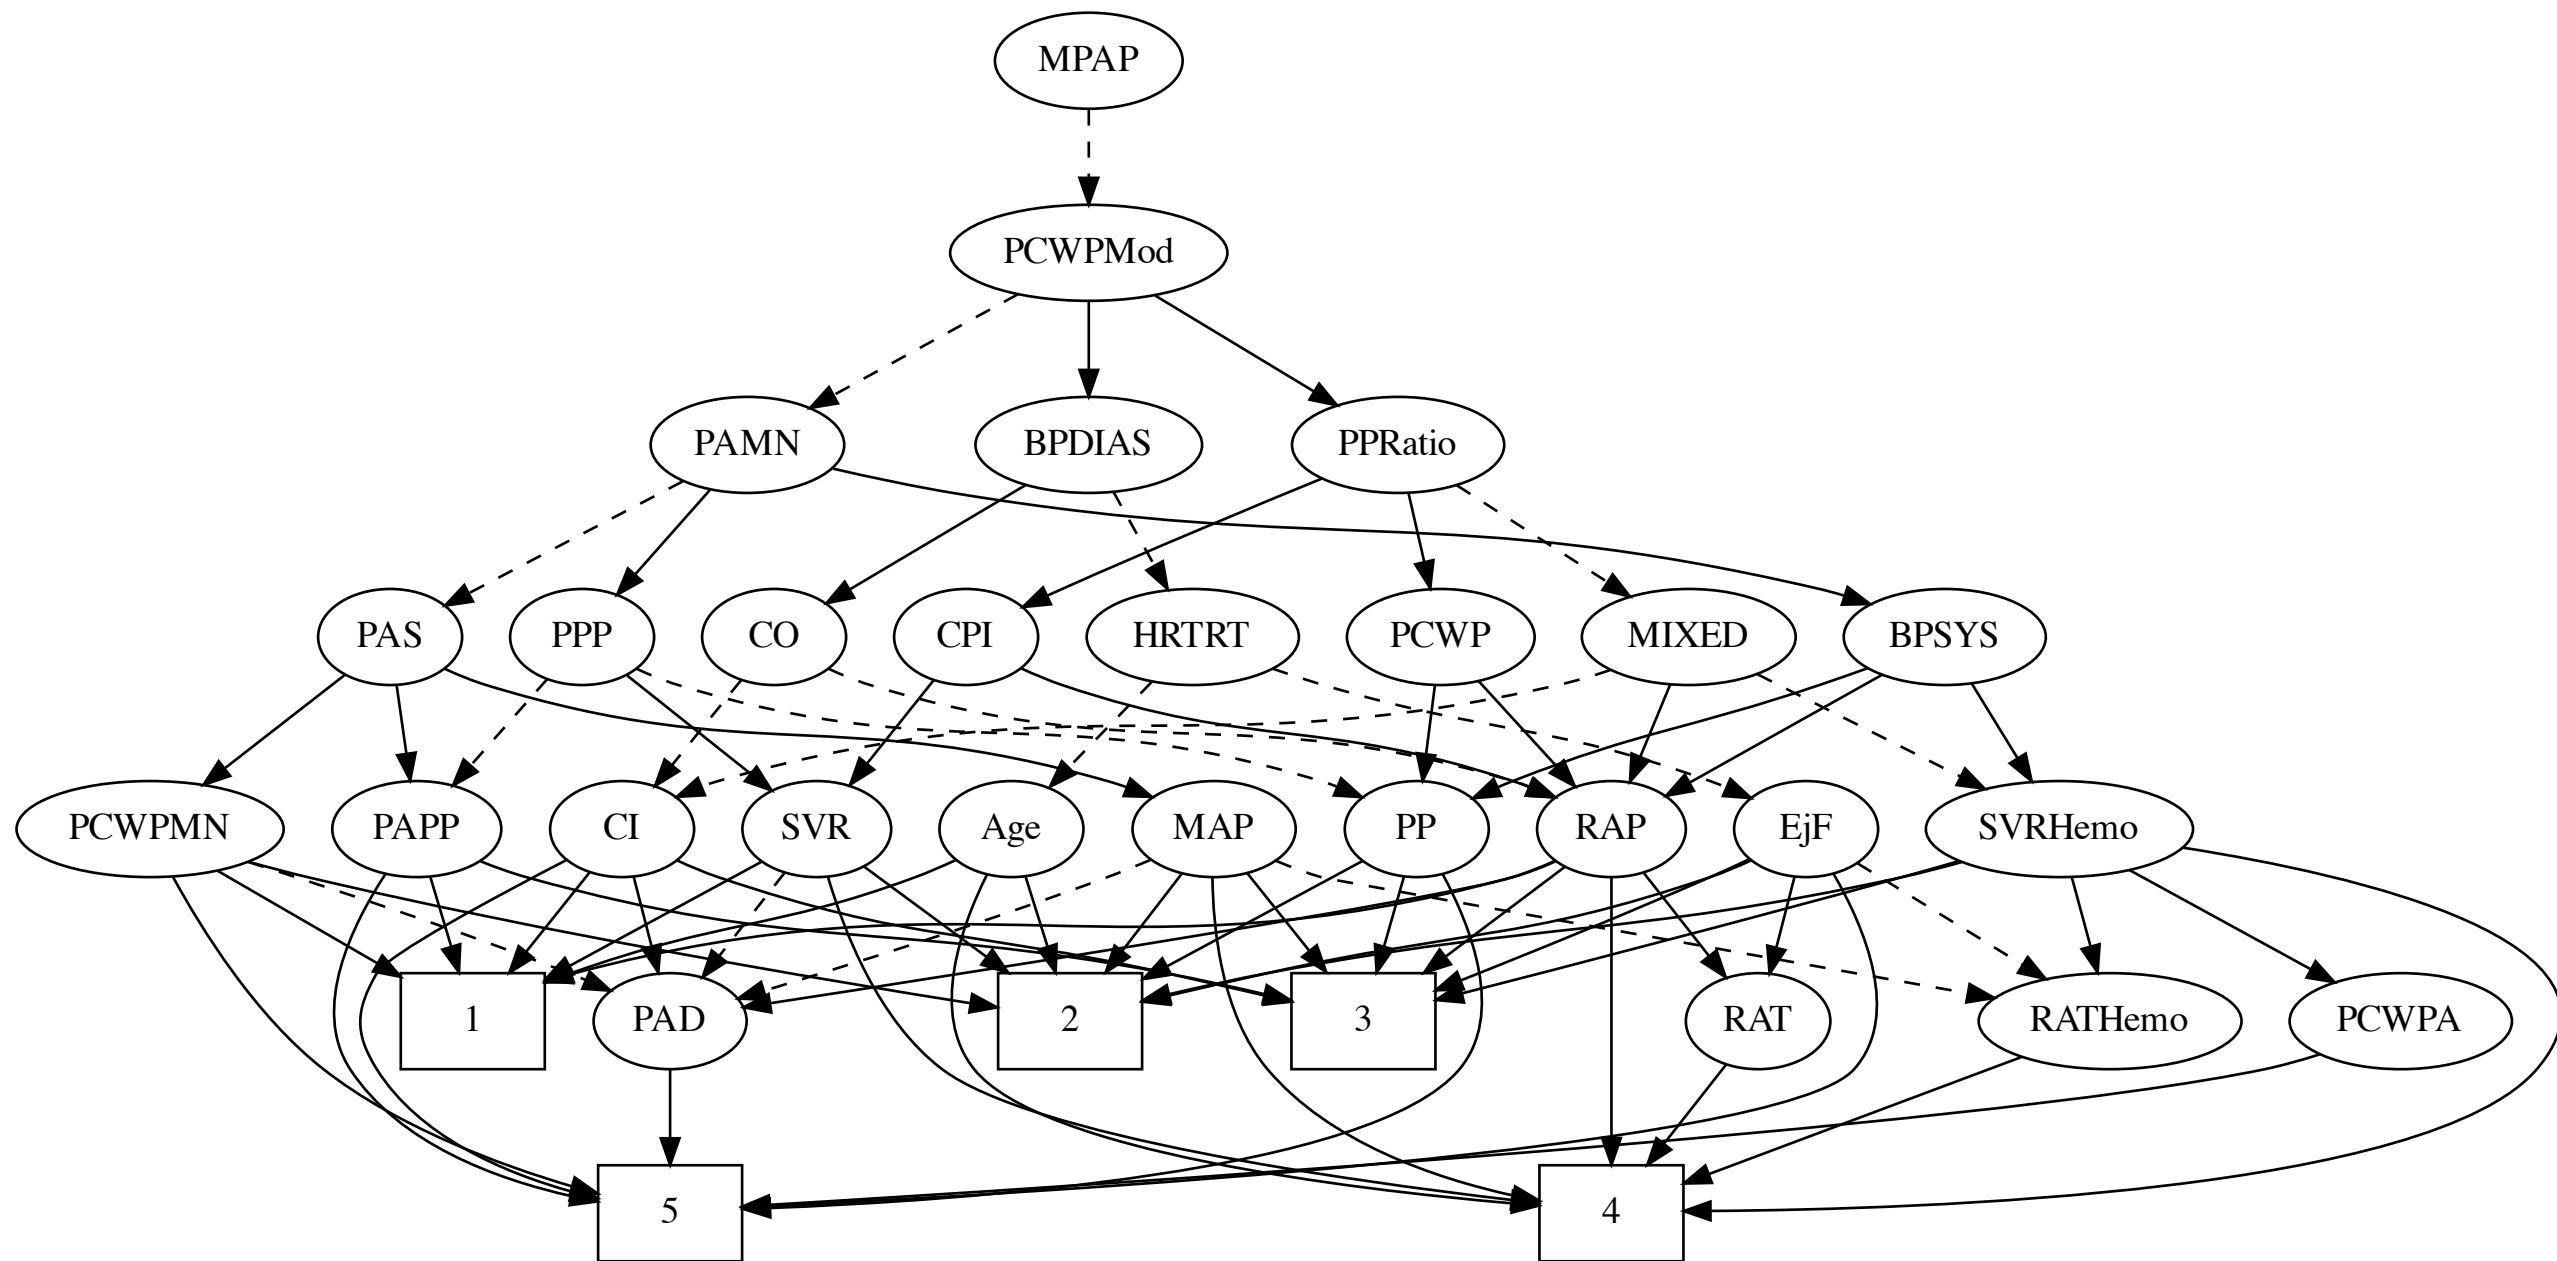 MPAP
PCWPMod
PAMN
BPDIAS
PPRatio
PAS
PPP
CO
CPI
HRTRT
PCWP
MIXED
BPSYS
PCWPMN
PAPP
CI
SVR
Age
MAP
PP
RAP
EjF
SVRHemo
1
PAD
2
3
RAT
RATHemo
PCWPA
5
4